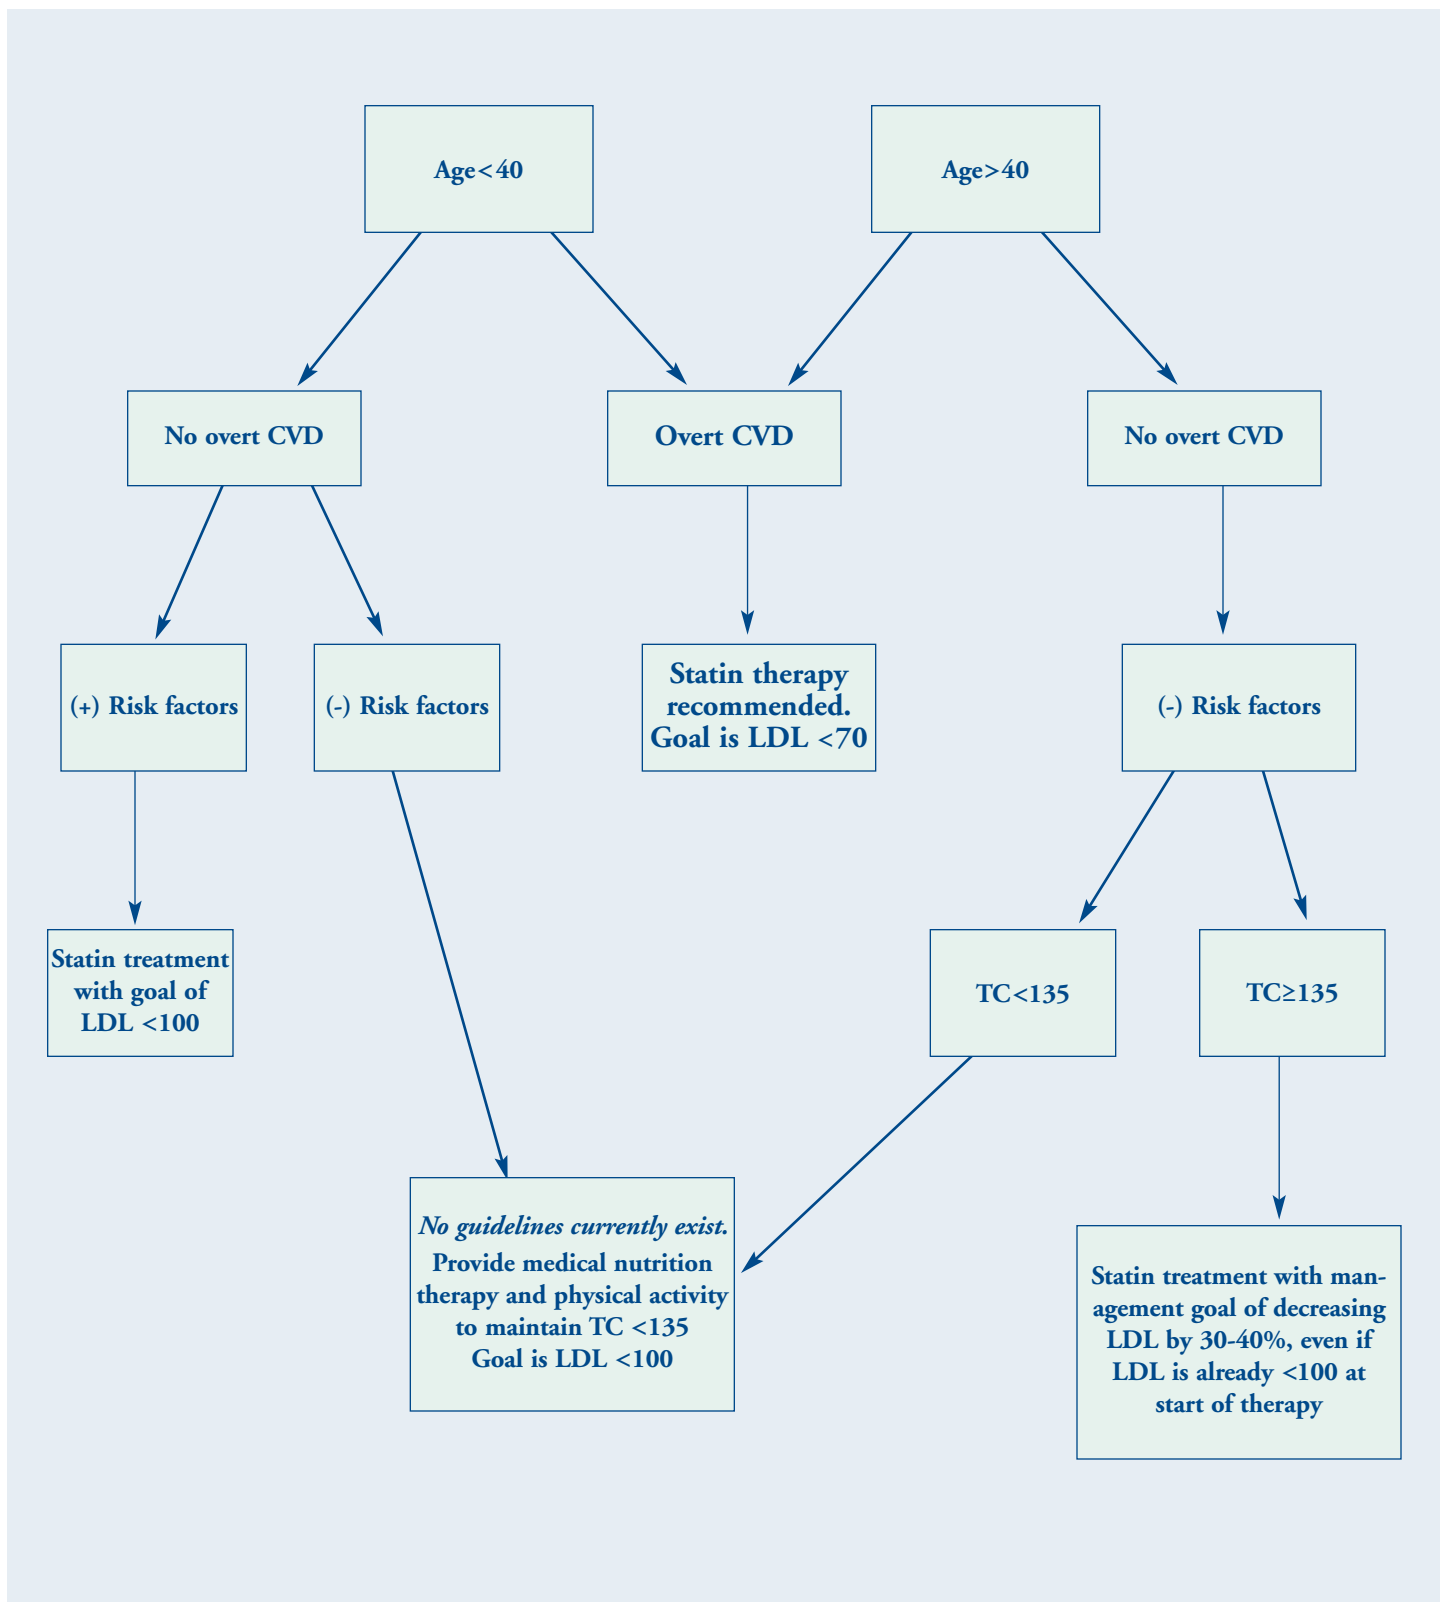 Age<40
Age>40
No overt CVD
Overt CVD
No overt CVD
(+) Risk factors
(-) Risk factors
Statin therapy
recommended.
Goal is LDL <70
(-) Risk factors
Statin treatment
with goal of
LDL <100
TC<135
TC≥135
No guidelines currently exist.
Provide medical nutrition
therapy and physical activity
to maintain TC <135
Goal is LDL <100
Statin treatment with man-
agement goal of decreasing
LDL by 30-40%, even if
LDL is already <100 at
start of therapy